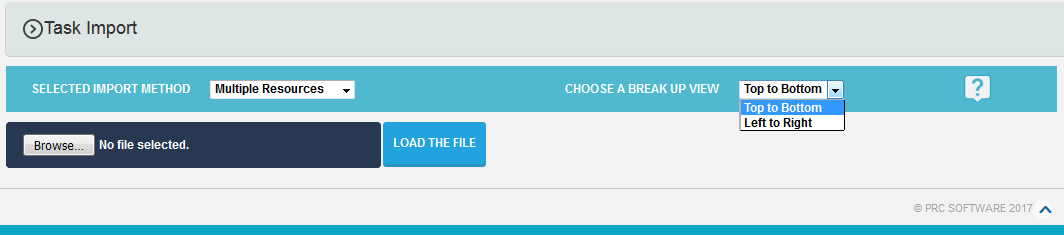 Task Import
SELECTED IMPORT METHOD Multiple Resources CHOOSE A BREAK UP VIEW Top to Bottom ?
Top to Bottom
Left to Right
Browse... No file selected. LOAD THE FILE
© PRC SOFTWARE 2017